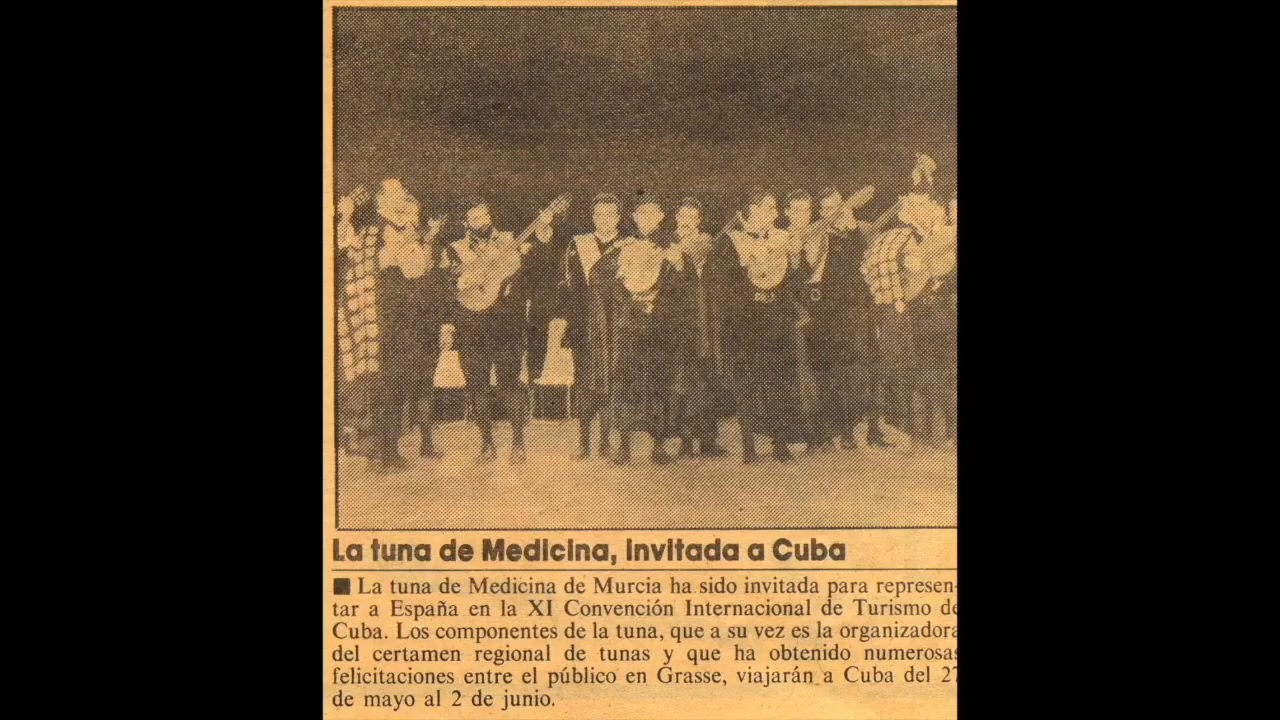 La tuna de Medicina, invitada a Cuba
■ La tuna de Medicina de Murcia ha sido invitada para represen-
tar a España en la XI Convención Internacional de Turismo de
Cuba. Los componentes de la tuna, que a su vez es la organizadora
del certamen regional de tunas y que ha obtenido numerosas
felicitaciones entre el público en Grasse, viajarán a Cuba del 27
de mayo al 2 de junio.